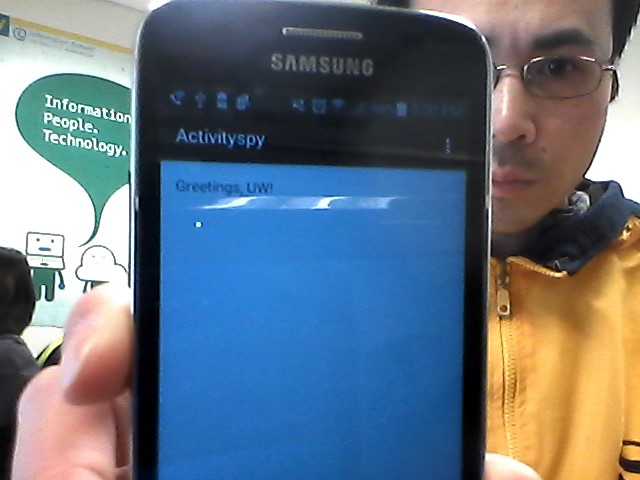 Information
People.
Technology.
SAMSUNG
Activityspy
Greetings, UW!